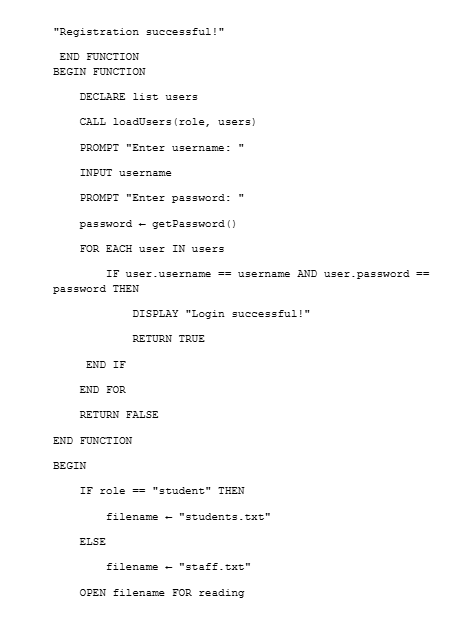 "Registration successful!"
END FUNCTION
BEGIN FUNCTION
DECLARE list users
CALL loadUsers(role, users)
PROMPT "Enter username: "
INPUT username
PROMPT "Enter password: "
password ← getPassword()
FOR EACH user IN users
IF user.username == username AND user.password ==
password THEN
DISPLAY "Login successful!"
RETURN TRUE
END IF
END FOR
RETURN FALSE
END FUNCTION
BEGIN
IF role == "student" THEN
filename ← "students.txt"
ELSE
filename ← "staff.txt"
OPEN filename FOR reading